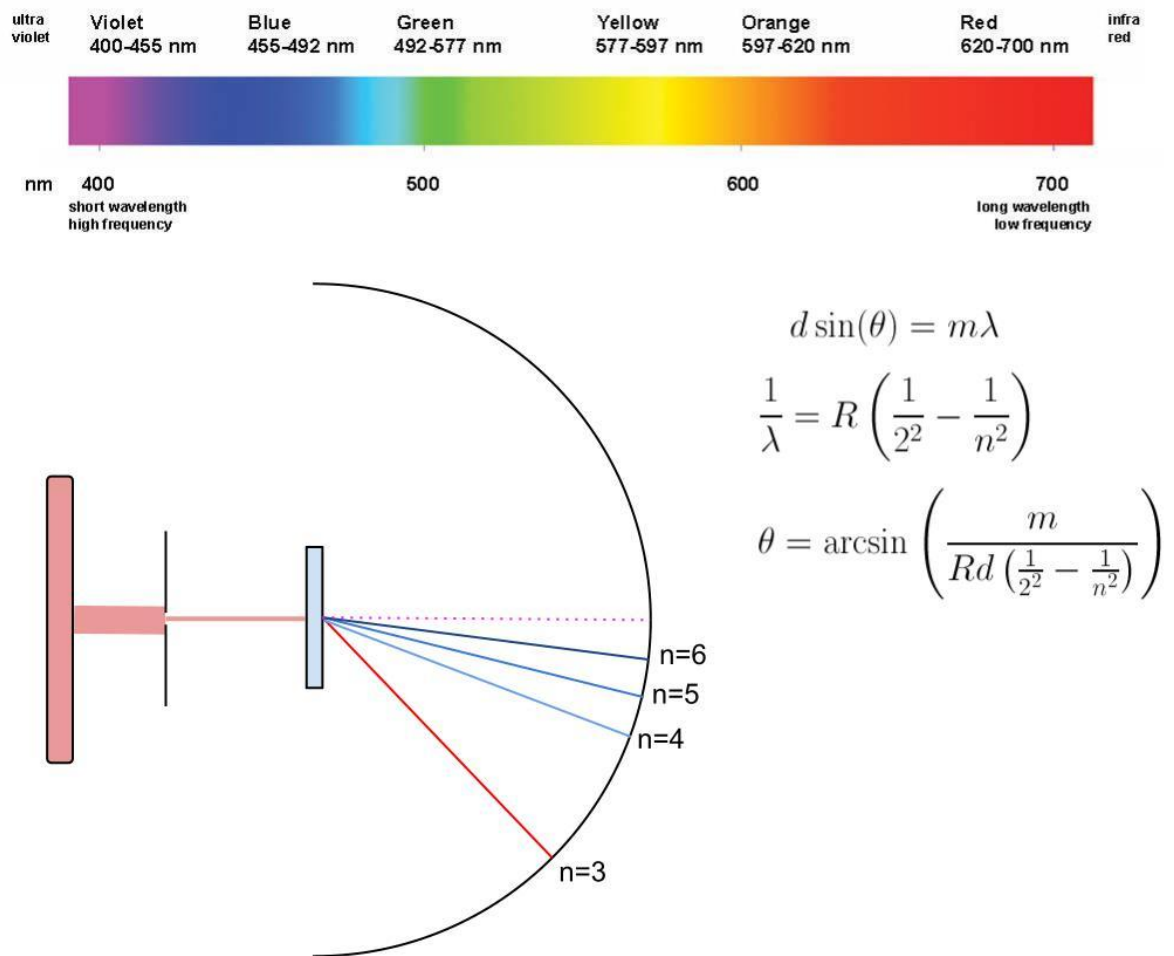 ultra violet
Violet
400-455 nm
Blue
455-492 nm
Green
492-577 nm
Yellow
577-597 nm
Orange
597-620 nm
Red
620-700 nm
infra red
nm 400 500 600 700
short wavelength
high frequency
long wavelength
low frequency
d sin(θ) = mλ
1/λ = R (1/2² − 1/n²)
θ = arcsin (m / (Rd (1/2² − 1/n²)))
n=6
n=5
n=4
n=3